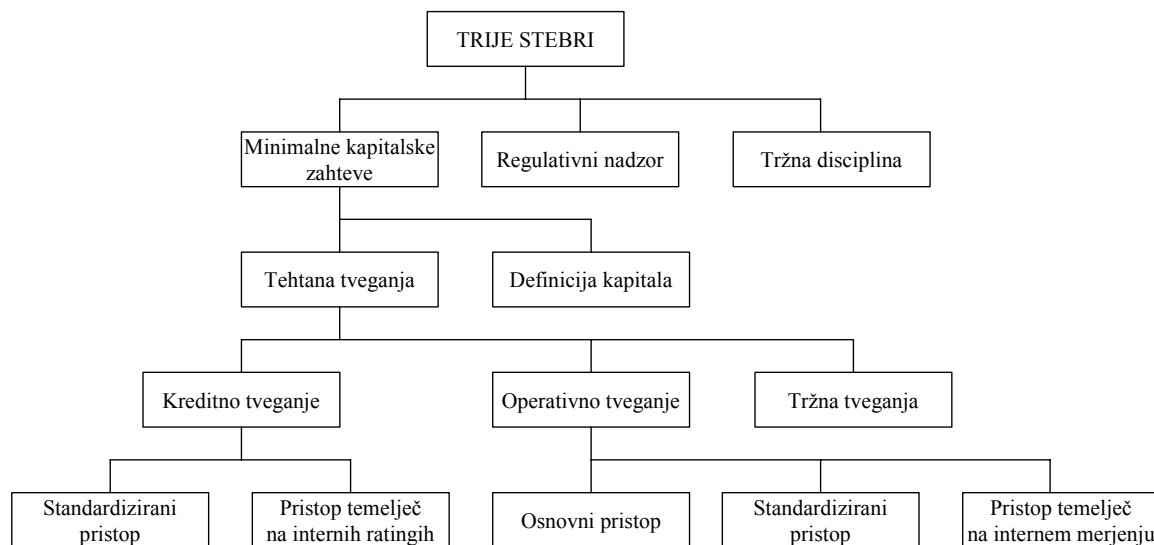 TRIJE STEBRI
Minimalne kapitalske
zahteve
Regulativni nadzor
Tržna disciplina
Tehtana tveganja
Definicija kapitala
Kreditno tveganje
Operativno tveganje
Tržna tveganja
Standardizirani
pristop
Pristop temelječ
na internih ratingih
Osnovni pristop
Standardizirani
pristop
Pristop temelječ
na internem merjenju